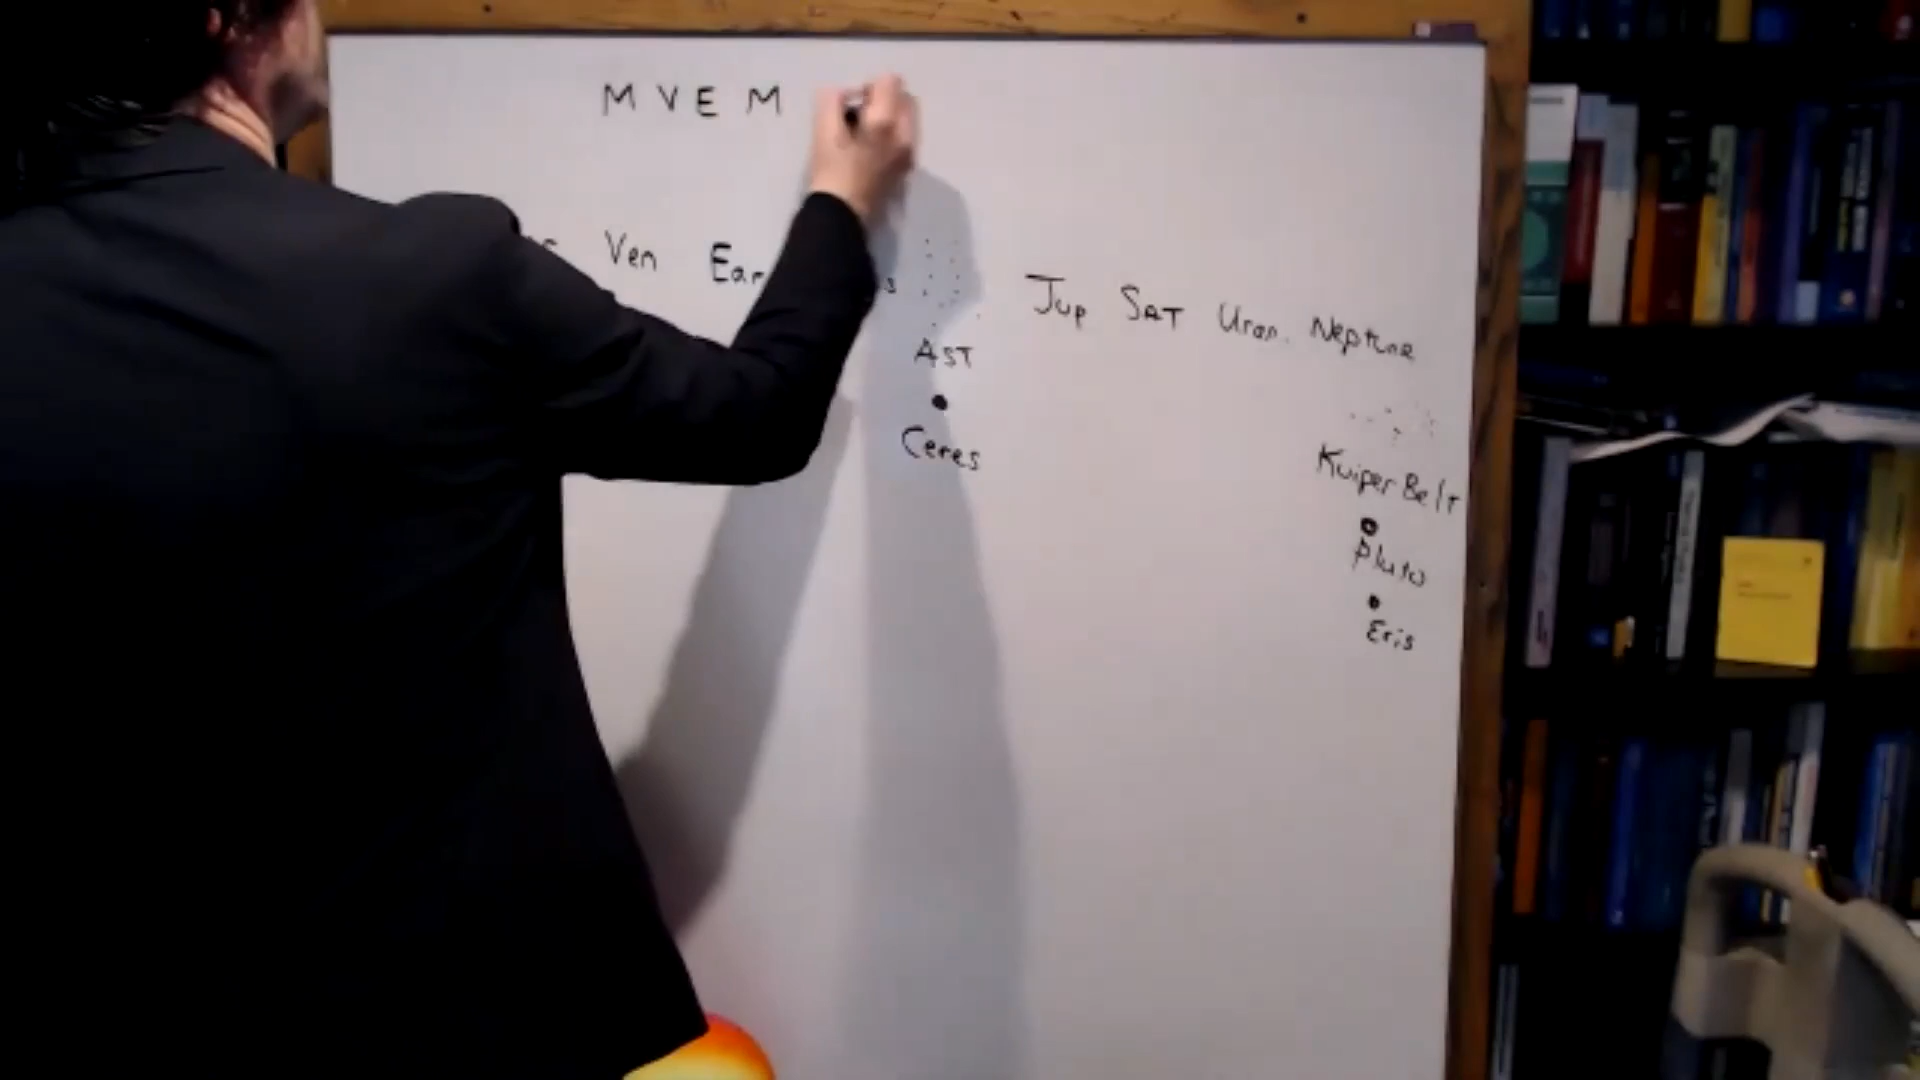 M V E M
Ven Ear Jup SAT Uran. Neptune
AST
Ceres
Kuiper Belt
Pluto
Eris